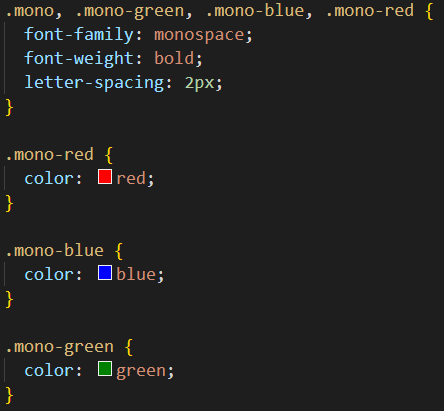 .mono, .mono-green, .mono-blue, .mono-red {
  font-family: monospace;
  font-weight: bold;
  letter-spacing: 2px;
}

.mono-red {
  color: red;
}

.mono-blue {
  color: blue;
}

.mono-green {
  color: green;
}